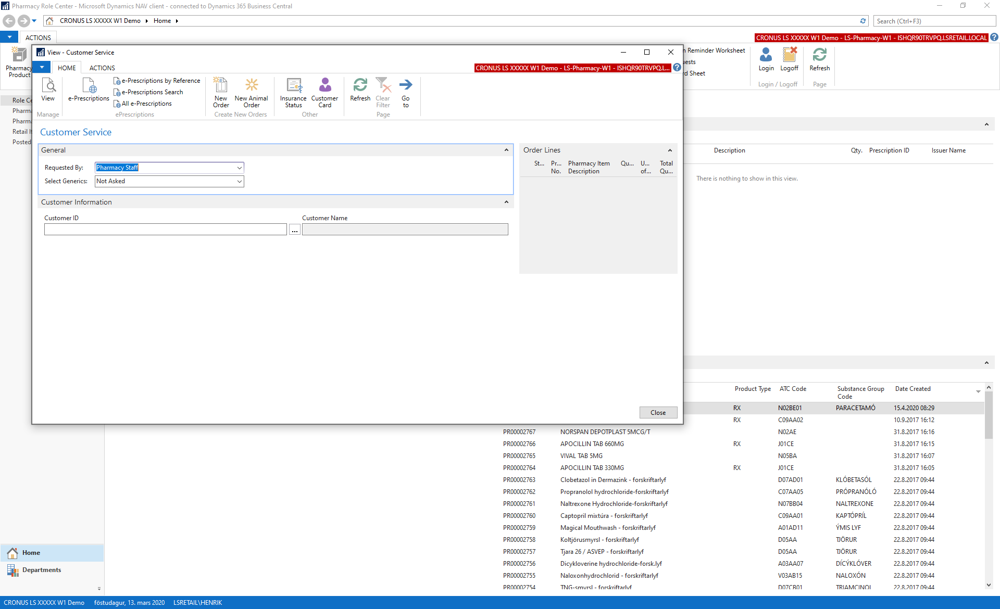 Pharmacy Role Center - Microsoft Dynamics NAV client - connected to Dynamics 365 Business Central
CRONUS LS XXXXX W1 Demo
Home
Search (Ctrl+F3)
ACTIONS
CRONUS LS XXXXX W1 Demo - LS-Pharmacy-W1 - ISHQR90TRVPQ.LSRETAIL.LOCAL
Pharmacy
Product
Reminder Worksheet
Sheet
Login
Logoff
Refresh
Login / Logoff
Page
Role Ce
Pharma
Pharma
Retail It
Posted
View - Customer Service
HOME
ACTIONS
CRONUS LS XXXXX W1 Demo - LS-Pharmacy-W1 - ISHQR90TRVPQ.L...
View
e-Prescriptions
e-Prescriptions by Reference
e-Prescriptions Search
All e-Prescriptions
New
Order
New Animal
Order
Insurance
Status
Customer
Card
Refresh
Clear
Filter
Go
to
Manage
ePrescriptions
Create New Orders
Other
Page
Customer Service
General
Requested By:
Pharmacy Staff
Select Generics:
Not Asked
Customer Information
Customer ID
Customer Name
...
Order Lines
St...
Pr...
No.
Pharmacy Item
Description
Qu...
U...
of...
Total
Qu...
Close
Description
Qty.
Prescription ID
Issuer Name
There is nothing to show in this view.
Product Type
ATC Code
Substance Group
Code
Date Created
RX N02BE01 PARACETAMÓ 15.4.2020 08:29
RX C09AA02 10.9.2017 16:12
PR00002767 NORSPAN DEPOTPLAST 5MCG/T N02AE 31.8.2017 16:16
PR00002766 APOCILLIN TAB 660MG RX J01CE 31.8.2017 16:15
PR00002765 VIVAL TAB 5MG N05BA 31.8.2017 16:07
PR00002764 APOCILLIN TAB 330MG RX J01CE 31.8.2017 16:05
PR00002763 Clobetazol in Dermazink - forskriftarlyf D07AD01 KLÓBETASÓL 22.8.2017 09:44
PR00002762 Propranolol hydrochloride-forskriftarlyf C07AA05 PRÓPRANÓLÓ 22.8.2017 09:44
PR00002761 Naltrexone Hydrochloride-forskriftarlyf N07BB04 NALTREXONE 22.8.2017 09:44
PR00002760 Captopril mixtúra - forskriftarlyf C09AA01 KAPTÓPRÍL 22.8.2017 09:44
PR00002759 Magical Mouthwash - forskriftarlyf A01AD11 ÝMIS LYF 22.8.2017 09:44
PR00002758 Koltjörusmyrsl - forskriftarlyf D05AA TJÖRUR 22.8.2017 09:44
PR00002757 Tjara 26 / ASVEP - forskriftarlyf D05AA TJÖRUR 22.8.2017 09:44
PR00002756 Dicykloverine hydrochloride-forsk.lyf A03AA07 DÍCÝKLÓVER 22.8.2017 09:44
PR00002755 Naloxonhydrochlorid - forskriftarlyf V03AB15 NALOXÓN 22.8.2017 09:44
PR00002754 TNG-smyrsl - forskriftarlyf D07CB01 TRIAMCINOL 22.8.2017 09:44
Home
Departments
CRONUS LS XXXXX W1 Demo
föstudagur, 13. mars 2020
LSRETAIL\HENRIK